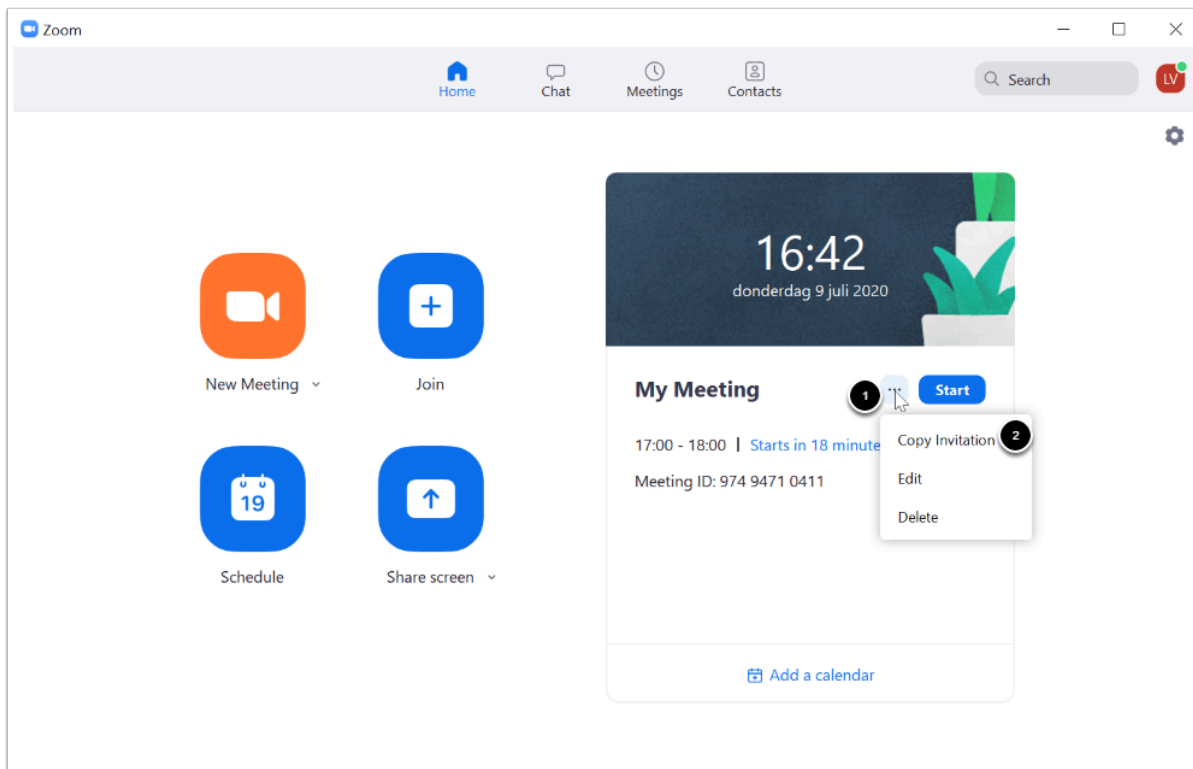 Zoom
Home
Chat
Meetings
Contacts
Search
LV
16:42
donderdag 9 juli 2020
New Meeting
Join
My Meeting
1
...
Start
17:00 - 18:00 | Starts in 18 minute
Copy Invitation
2
Meeting ID: 974 9471 0411
Edit
Delete
19
Schedule
Share screen
Add a calendar